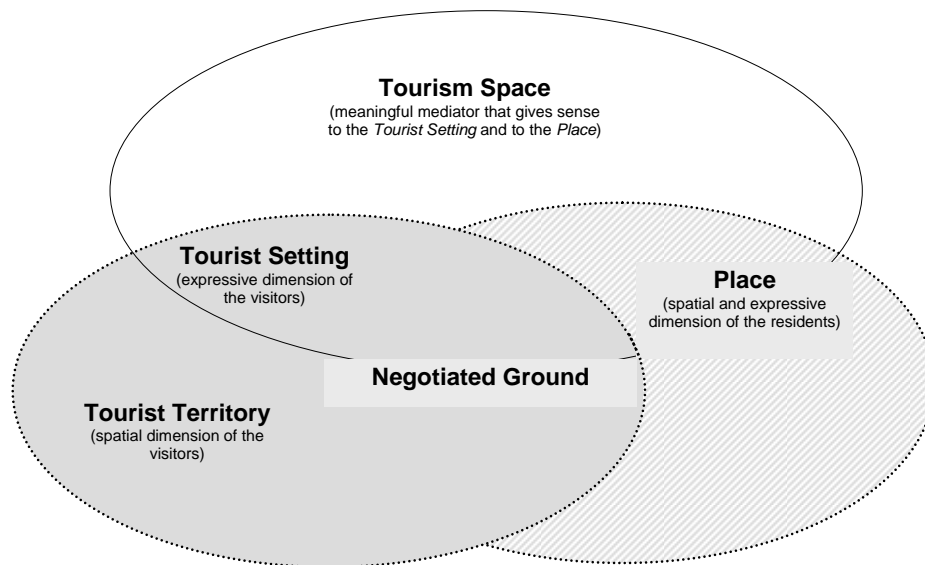 Tourism Space
(meaningful mediator that gives sense
to the Tourist Setting and to the Place)
Tourist Setting
(expressive dimension of
the visitors)
Place
(spatial and expressive
dimension of the residents)
Negotiated Ground
Tourist Territory
(spatial dimension of the
visitors)